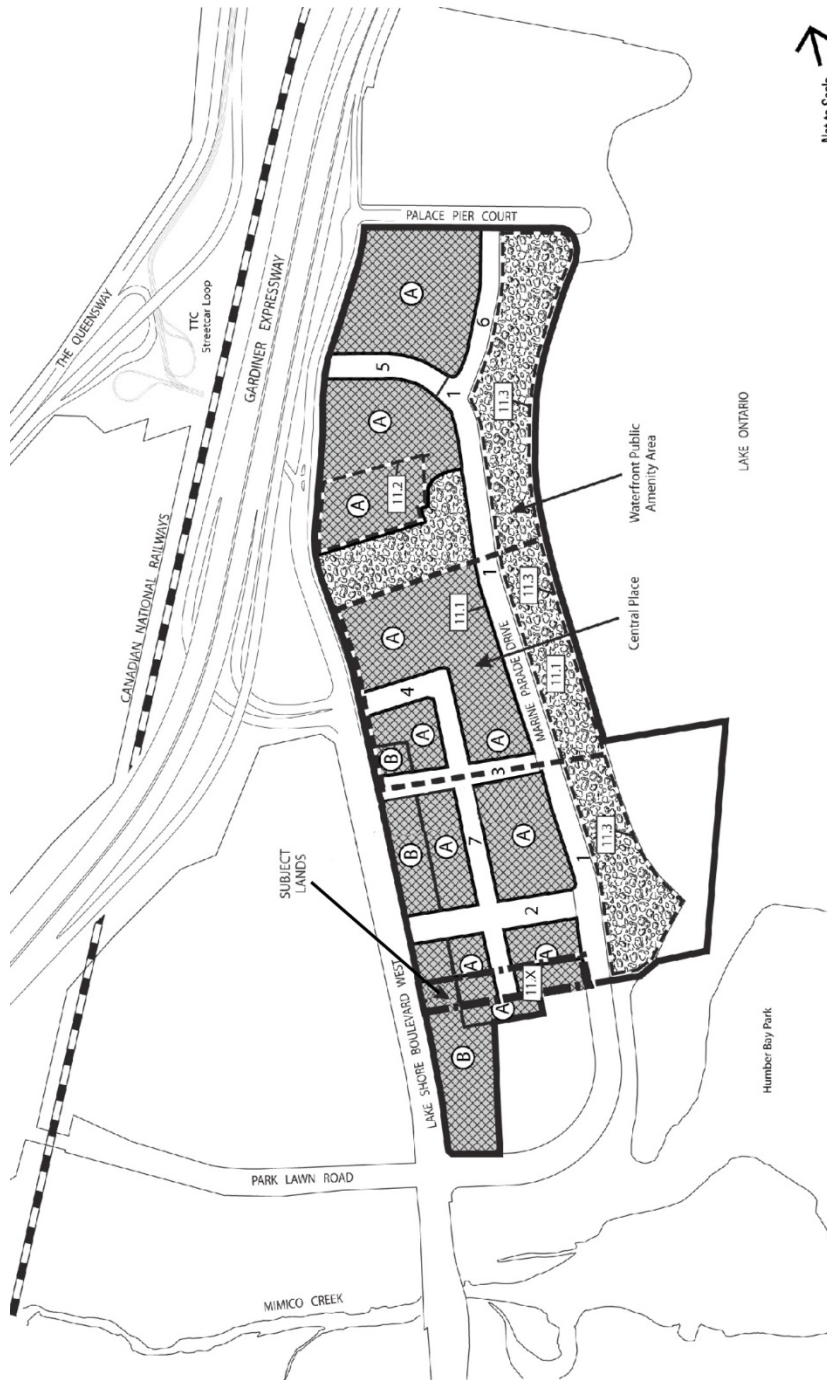 Not to Scale
THE QUEENSWAY
TTC
Streetcar Loop
CANADIAN NATIONAL RAILWAYS
GARDINER EXPRESSWAY
PALACE PIER COURT
A
6
5
1
A
11.3
A
11.2
Waterfront Public
Amenity Area
LAKE ONTARIO
1
11.1
11.3
A
Central Place
MARINE PARADE DRIVE
11.1
4
A
A
B
3
7
B
A
A
1
11.3
SUBJECT
LANDS
2
A
A
11.X
A
B
LAKE SHORE BOULEVARD WEST
Humber Bay Park
PARK LAWN ROAD
MIMICO CREEK